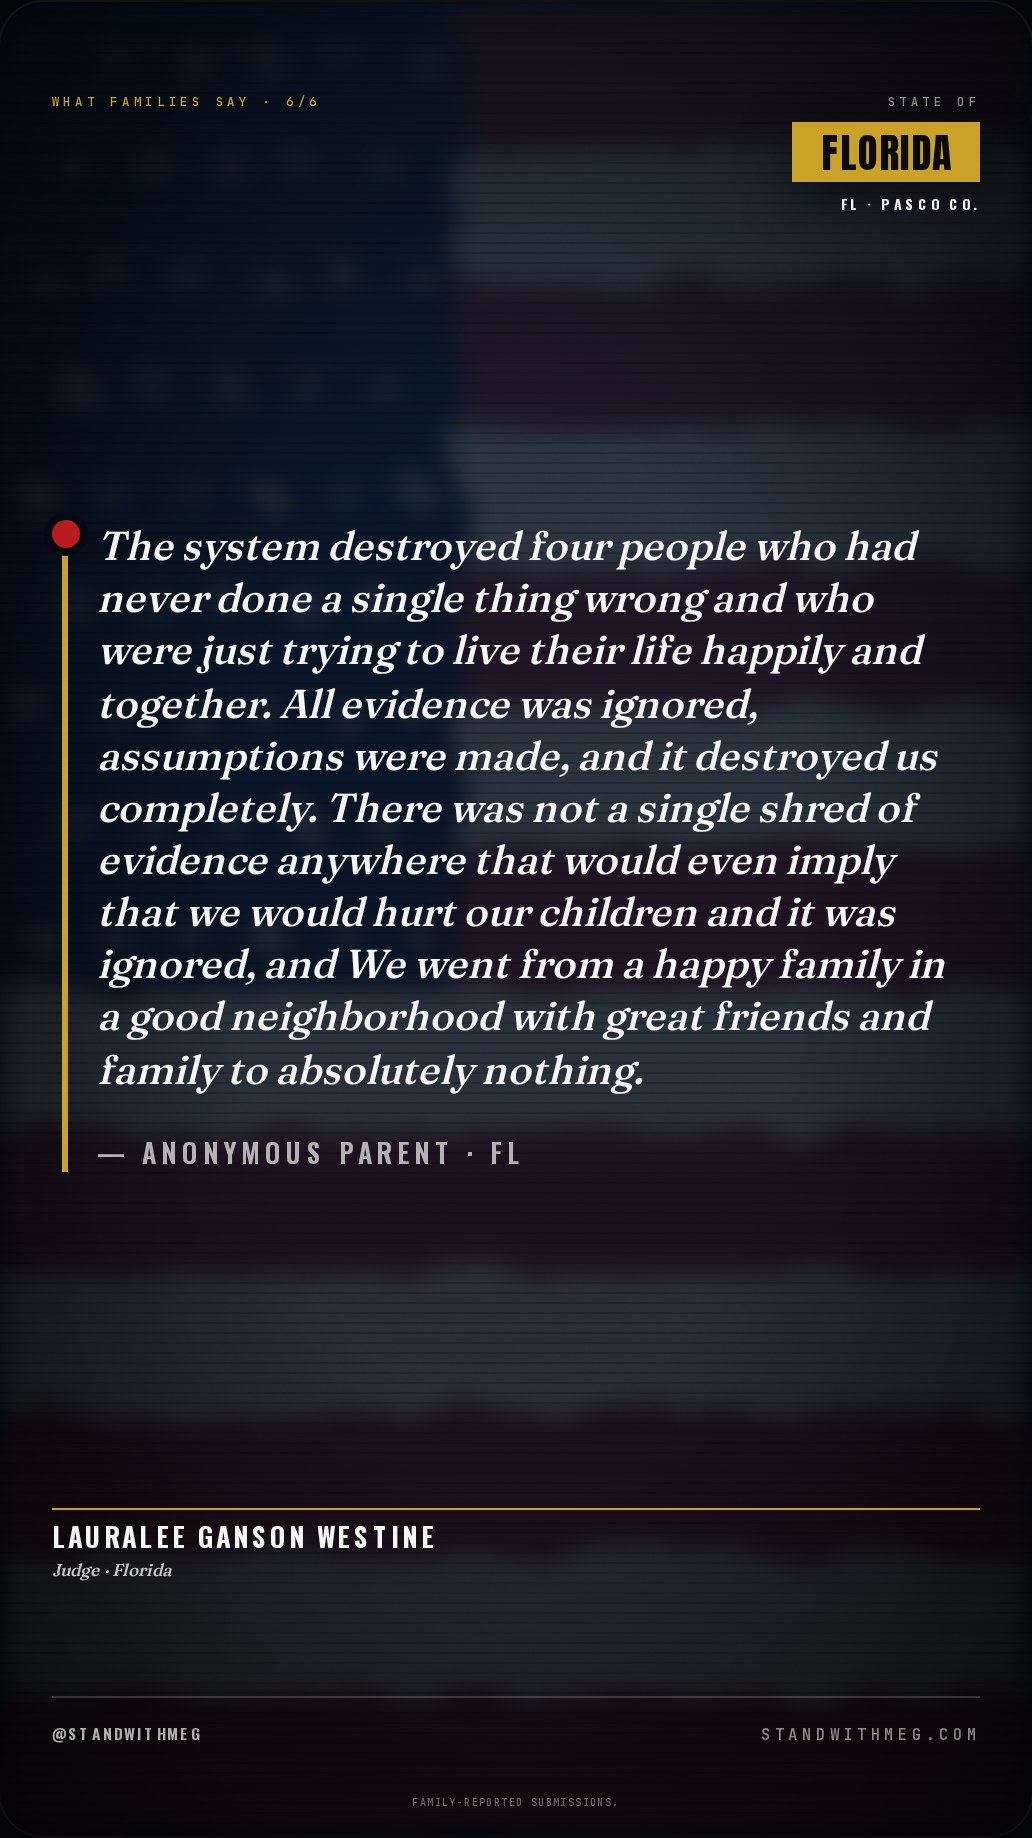 WHAT FAMILIES SAY · 6/6
STATE OF
FLORIDA
FL · PASCO CO.
The system destroyed four people who had
never done a single thing wrong and who
were just trying to live their life happily and
together. All evidence was ignored,
assumptions were made, and it destroyed us
completely. There was not a single shred of
evidence anywhere that would even imply
that we would hurt our children and it was
ignored, and We went from a happy family in
a good neighborhood with great friends and
family to absolutely nothing.
— ANONYMOUS PARENT · FL
LAURALEE GANSON WESTINE
Judge · Florida
@STANDWITHMEG
STANDWITHMEG.COM
FAMILY-REPORTED SUBMISSIONS.